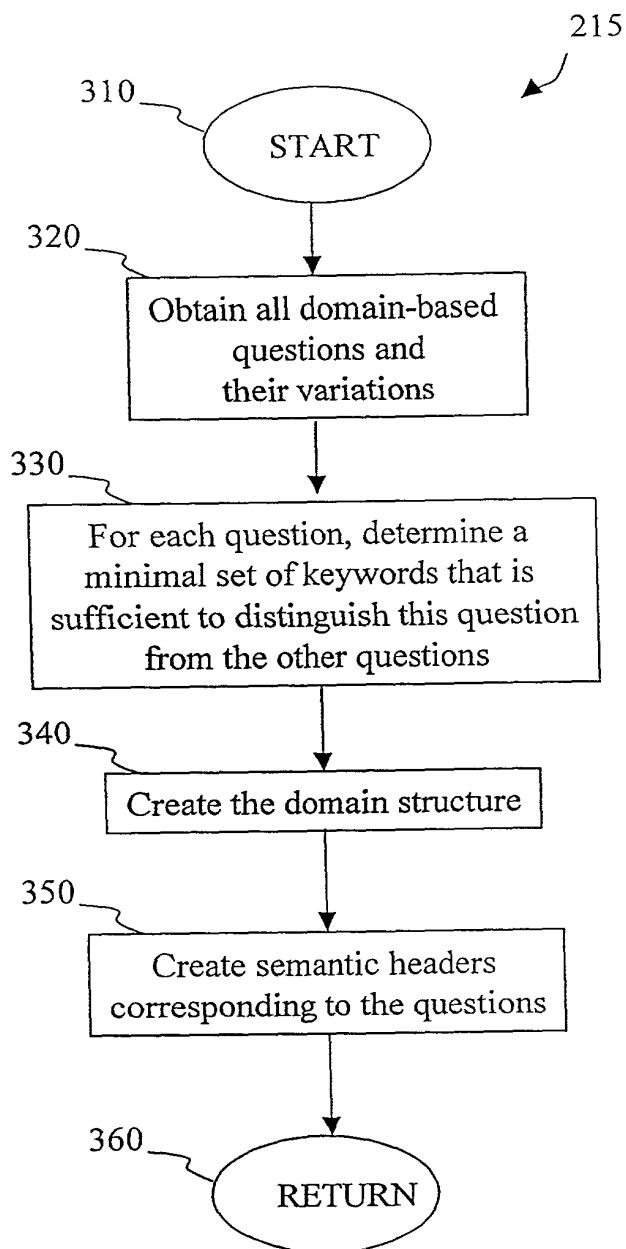 215
310
START
320
Obtain all domain-based
questions and
their variations
330
For each question, determine a
minimal set of keywords that is
sufficient to distinguish this question
from the other questions
340
Create the domain structure
350
Create semantic headers
corresponding to the questions
360
RETURN